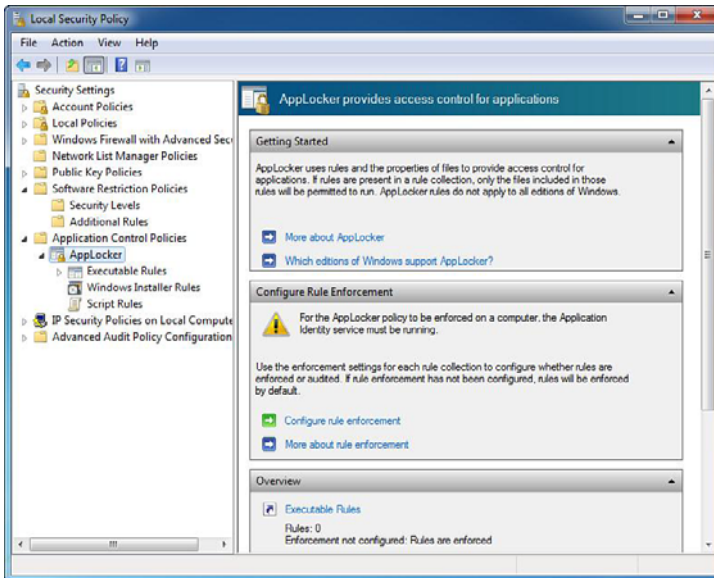 Local Security Policy
File Action View Help
Security Settings
Account Policies
Local Policies
Windows Firewall with Advanced Secu
Network List Manager Policies
Public Key Policies
Software Restriction Policies
Security Levels
Additional Rules
Application Control Policies
AppLocker
Executable Rules
Windows Installer Rules
Script Rules
IP Security Policies on Local Compute
Advanced Audit Policy Configuration
AppLocker provides access control for applications
Getting Started
AppLocker uses rules and the properties of files to provide access control for
applications. If rules are present in a rule collection, only the files included in those
rules will be permitted to run. AppLocker rules do not apply to all editions of Windows.
More about AppLocker
Which editions of Windows support AppLocker?
Configure Rule Enforcement
For the AppLocker policy to be enforced on a computer, the Application
Identity service must be running.
Use the enforcement settings for each rule collection to configure whether rules are
enforced or audited. If rule enforcement has not been configured, rules will be enforced
by default.
Configure rule enforcement
More about rule enforcement
Overview
Executable Rules
Rules: 0
Enforcement not configured: Rules are enforced